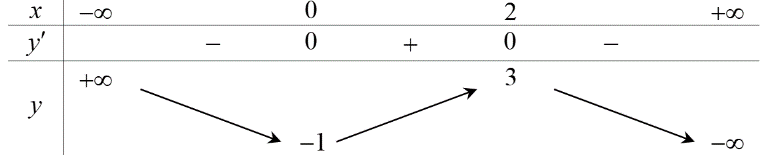 x −∞ 0 2 +∞
y′ − 0 + 0 −
+∞ 3
y
−1 −∞